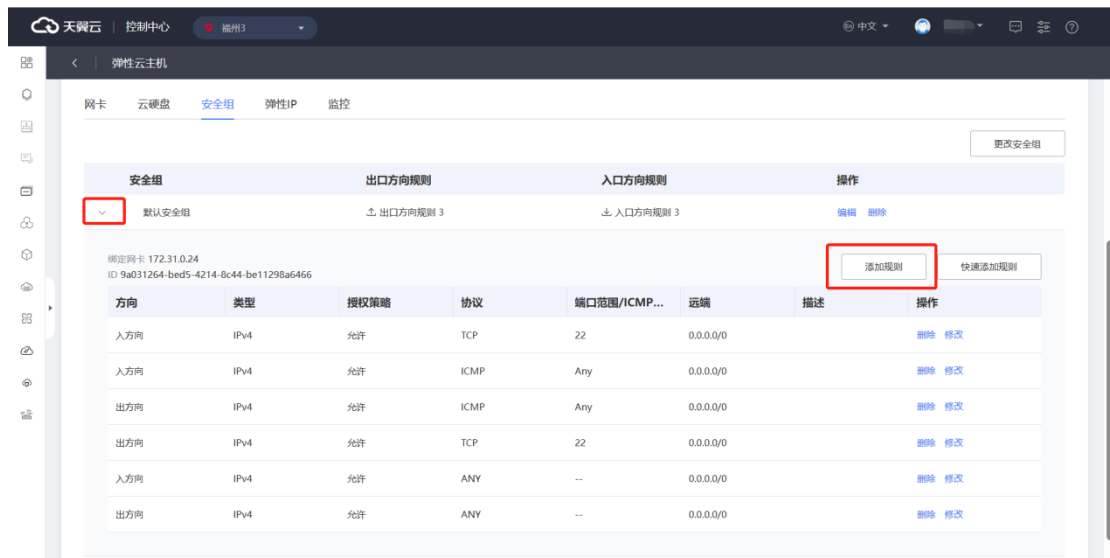 天翼云 控制中心 福州3 中文
弹性云主机
网卡 云硬盘 安全组 弹性IP 监控
更改安全组
安全组 出口方向规则 入口方向规则 操作
默认安全组 出口方向规则 3 入口方向规则 3 编辑 删除
绑定网卡 172.31.0.24
ID 9a031264-bed5-4214-8c44-be11298a6466
添加规则 快速添加规则
方向 类型 授权策略 协议 端口范围/ICMP... 远端 描述 操作
入方向 IPv4 允许 TCP 22 0.0.0.0/0 删除 修改
入方向 IPv4 允许 ICMP Any 0.0.0.0/0 删除 修改
出方向 IPv4 允许 ICMP Any 0.0.0.0/0 删除 修改
出方向 IPv4 允许 TCP 22 0.0.0.0/0 删除 修改
入方向 IPv4 允许 ANY -- 0.0.0.0/0 删除 修改
出方向 IPv4 允许 ANY -- 0.0.0.0/0 删除 修改